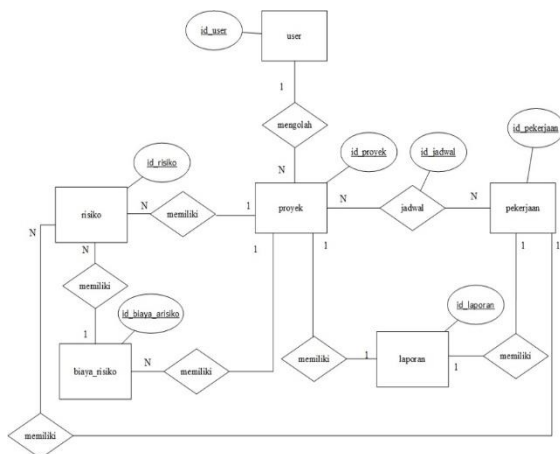 id_user
user
1
mengolah
N
id_proyek
id_jadwal
id_pekerjaan
id_risiko
risiko
N
memiliki
1
proyek
N
jadwal
N
pekerjaan
N
N
1
1
1
1
memiliki
id_biaya_arisiko
id_laporan
1
biaya_risiko
N
memiliki
memiliki
1
laporan
1
memiliki
memiliki